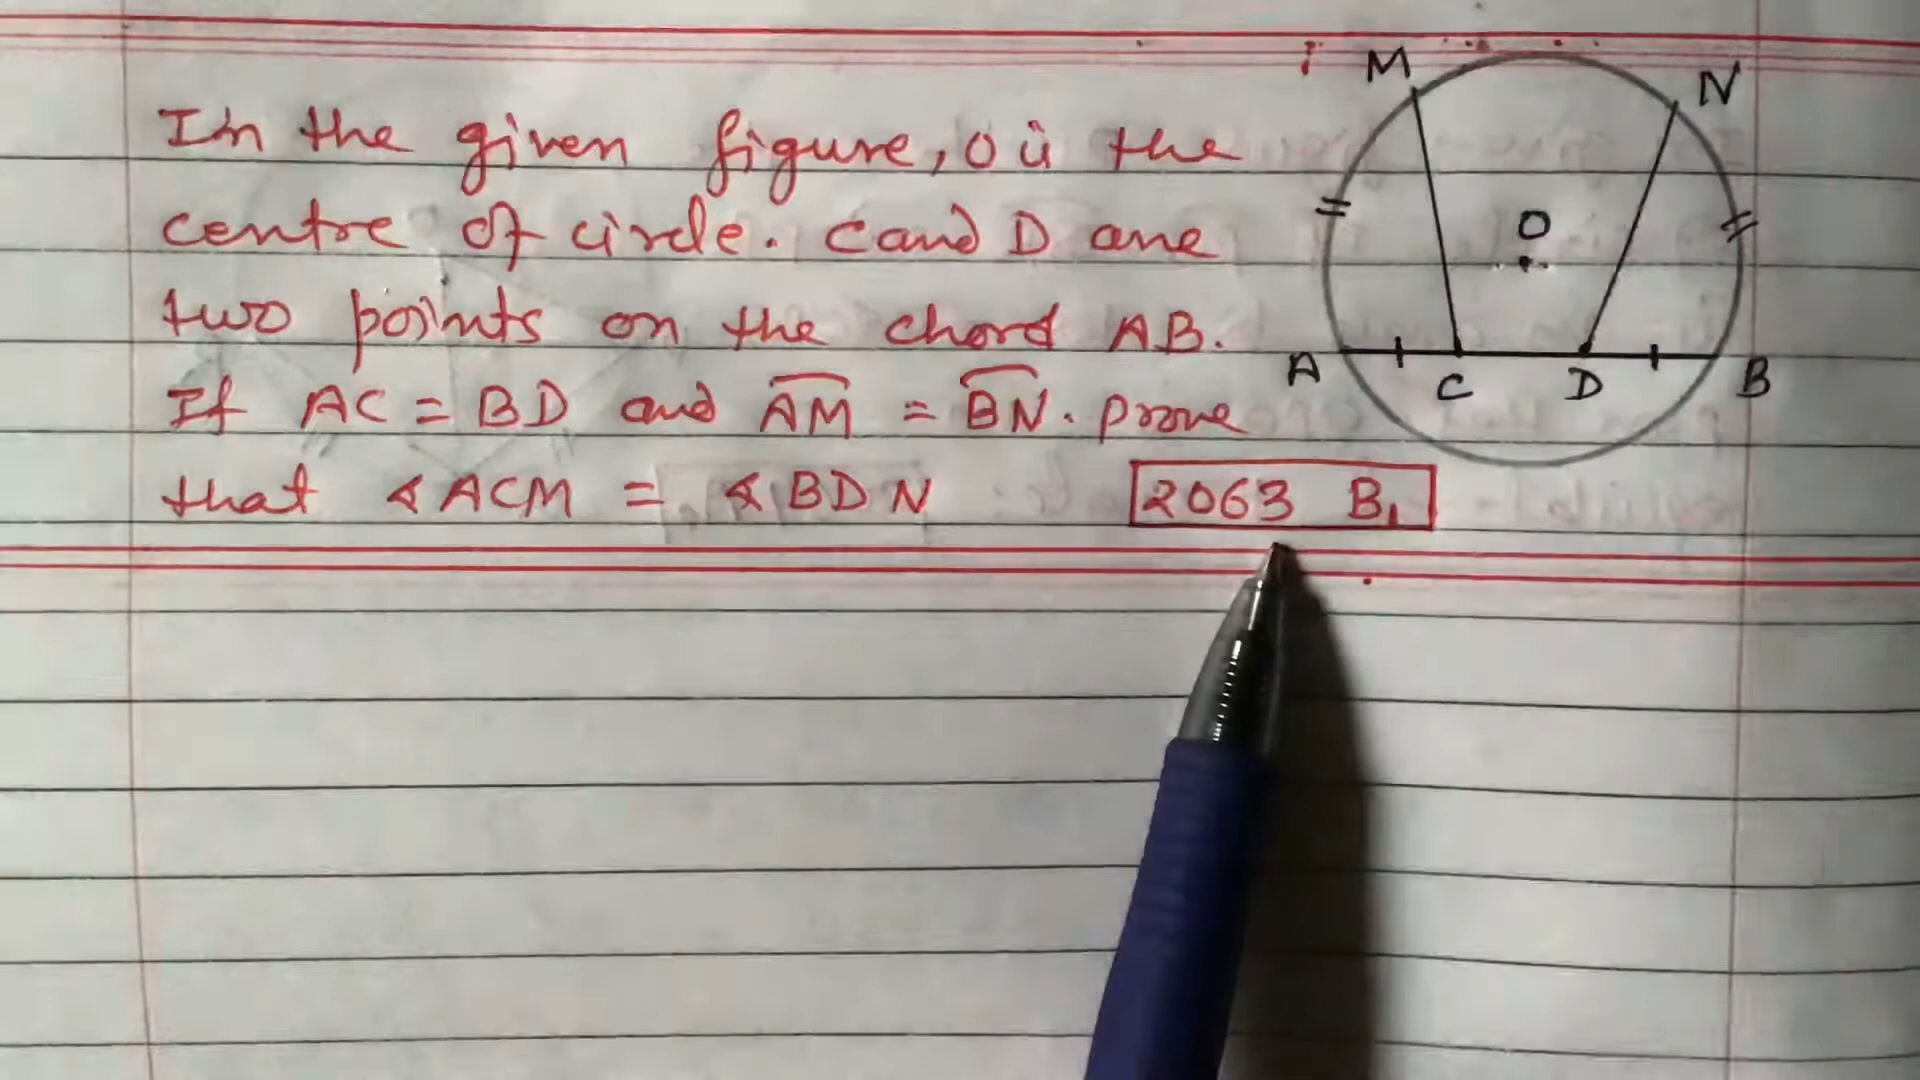 In the given figure, O is the
centre of circle. C and D are
two points on the chord AB.
If AC = BD and AM = BN. prove
that ∡ACM = ∡BDN 2063 B1
M
N
O
A
C
D
B